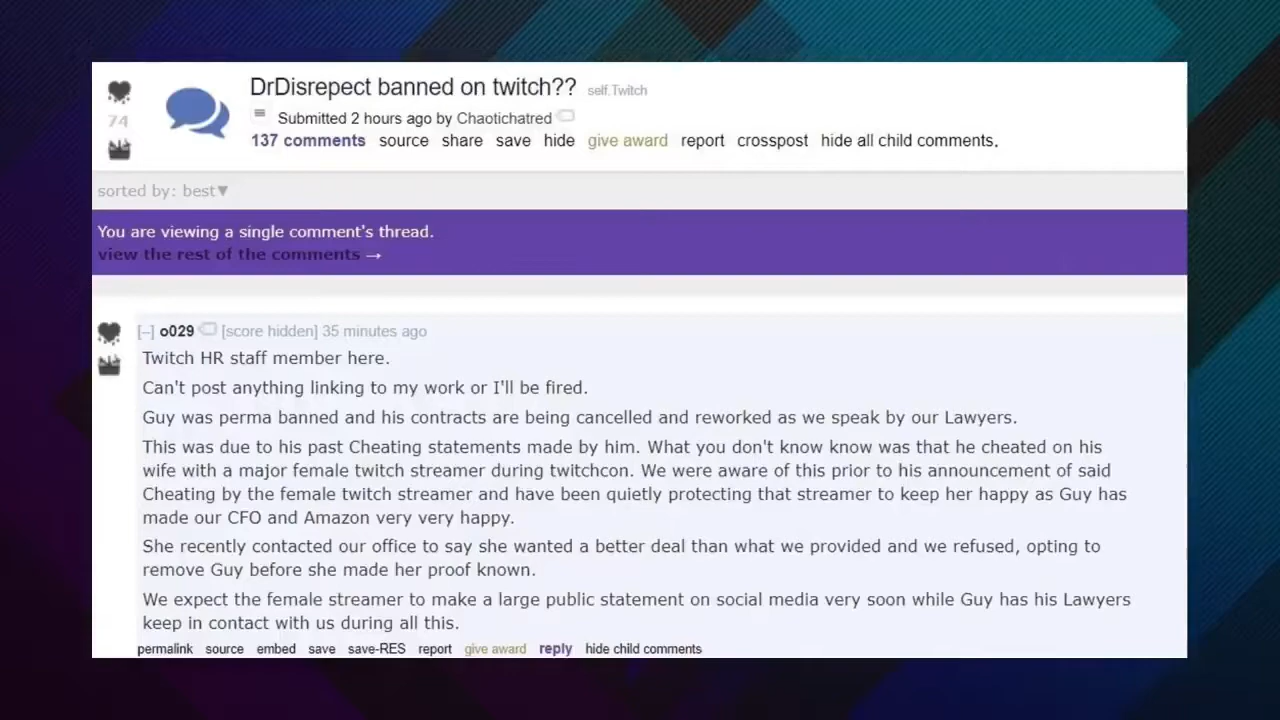 DrDisrepect banned on twitch?? self.Twitch
74
Submitted 2 hours ago by Chaotichatred
137 comments source share save hide give award report crosspost hide all child comments.
sorted by: best▼
You are viewing a single comment's thread.
view the rest of the comments →
[–] o029 [score hidden] 35 minutes ago
Twitch HR staff member here.
Can't post anything linking to my work or I'll be fired.
Guy was perma banned and his contracts are being cancelled and reworked as we speak by our Lawyers.
This was due to his past Cheating statements made by him. What you don't know know was that he cheated on his
wife with a major female twitch streamer during twitchcon. We were aware of this prior to his announcement of said
Cheating by the female twitch streamer and have been quietly protecting that streamer to keep her happy as Guy has
made our CFO and Amazon very very happy.
She recently contacted our office to say she wanted a better deal than what we provided and we refused, opting to
remove Guy before she made her proof known.
We expect the female streamer to make a large public statement on social media very soon while Guy has his Lawyers
keep in contact with us during all this.
permalink source embed save save-RES report give award reply hide child comments